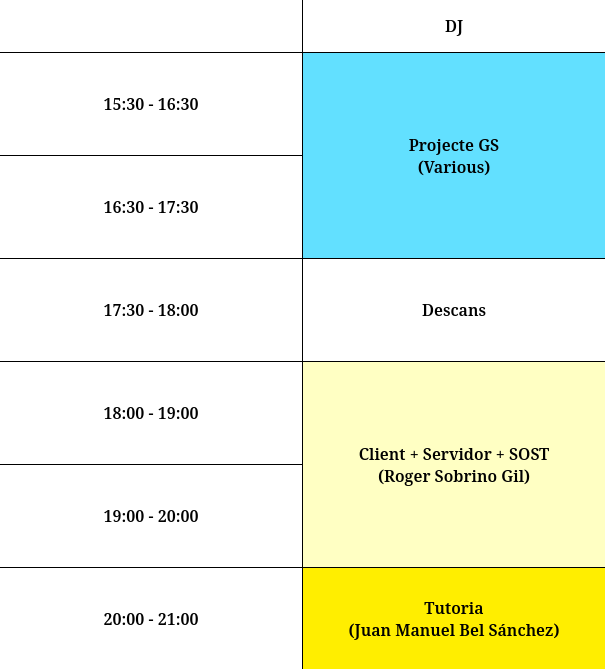 DJ
15:30 - 16:30
Projecte GS
(Various)
16:30 - 17:30
17:30 - 18:00
Descans
18:00 - 19:00
Client + Servidor + SOST
(Roger Sobrino Gil)
19:00 - 20:00
20:00 - 21:00
Tutoria
(Juan Manuel Bel Sánchez)